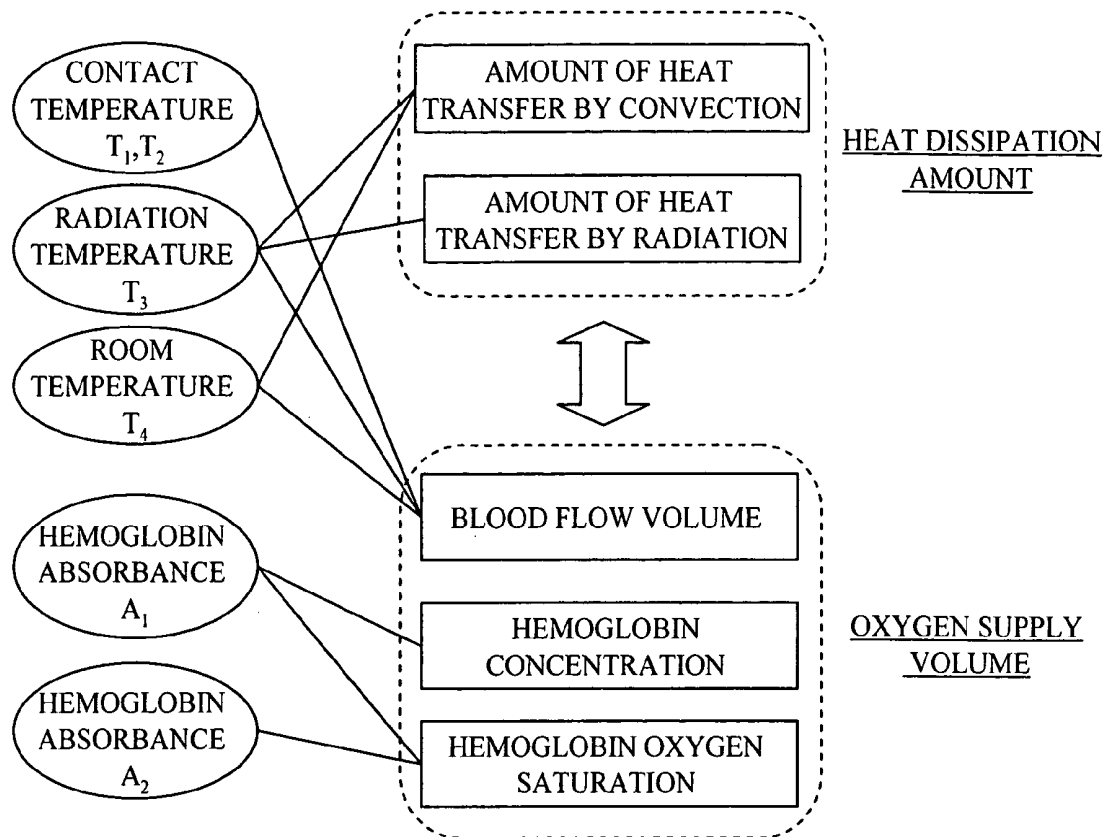 CONTACT
TEMPERATURE
T₁,T₂
RADIATION
TEMPERATURE
T₃
ROOM
TEMPERATURE
T₄
HEMOGLOBIN
ABSORBANCE
A₁
HEMOGLOBIN
ABSORBANCE
A₂
AMOUNT OF HEAT
TRANSFER BY CONVECTION
AMOUNT OF HEAT
TRANSFER BY RADIATION
HEAT DISSIPATION
AMOUNT
BLOOD FLOW VOLUME
HEMOGLOBIN
CONCENTRATION
HEMOGLOBIN OXYGEN
SATURATION
OXYGEN SUPPLY
VOLUME